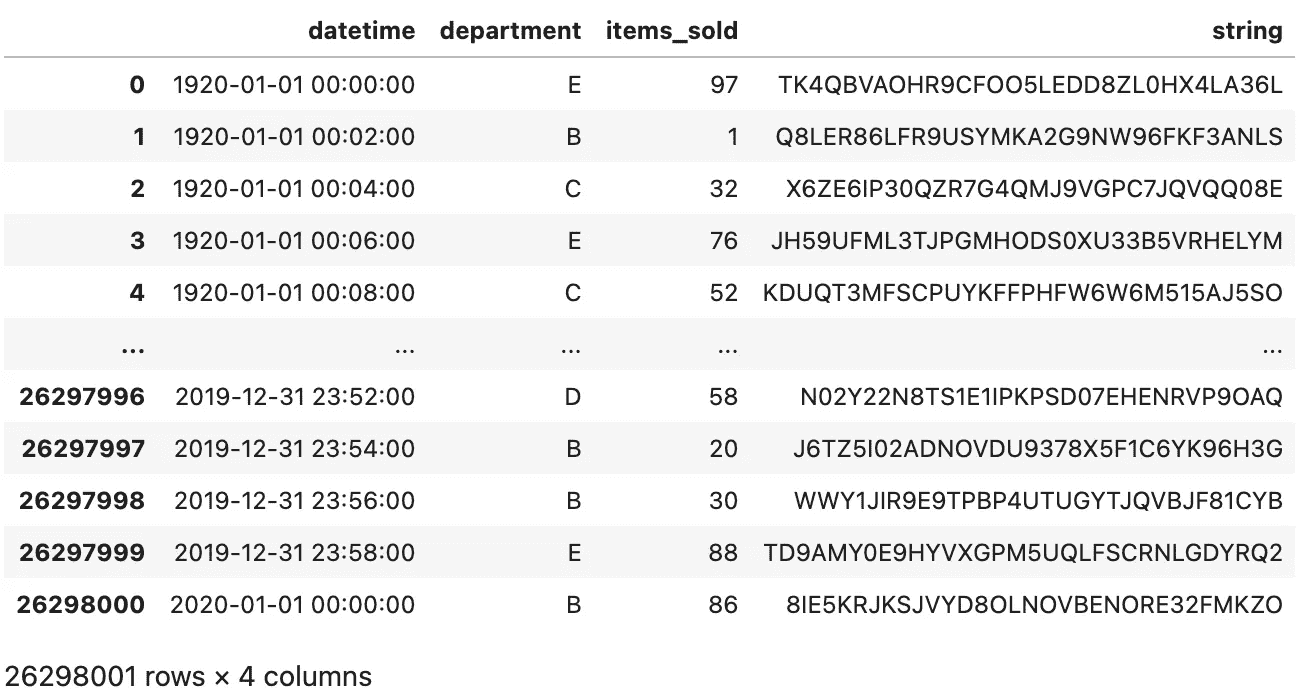 datetime department items_sold string
0 1920-01-01 00:00:00 E 97 TK4QBVAOHR9CFOO5LEDD8ZL0HX4LA36L
1 1920-01-01 00:02:00 B 1 Q8LER86LFR9USYMKA2G9NW96FKF3ANLS
2 1920-01-01 00:04:00 C 32 X6ZE6IP30QZR7G4QMJ9VGPC7JQVQQ08E
3 1920-01-01 00:06:00 E 76 JH59UFML3TJPGMHODS0XU33B5VRHELYM
4 1920-01-01 00:08:00 C 52 KDUQT3MFSCPUYKFFPHFW6W6M515AJ5SO
... ... ... ... ...
26297996 2019-12-31 23:52:00 D 58 N02Y22N8TS1E1IPKPSD07EHENRVP9OAQ
26297997 2019-12-31 23:54:00 B 20 J6TZ5I02ADNOVDU9378X5F1C6YK96H3G
26297998 2019-12-31 23:56:00 B 30 WWY1JIR9E9TPBP4UTUGYTJQVBJF81CYB
26297999 2019-12-31 23:58:00 E 88 TD9AMY0E9HYVXGPM5UQLFSCRNLGDYRQ2
26298000 2020-01-01 00:00:00 B 86 8IE5KRJKSJVYD8OLNOVBENORE32FMKZO
26298001 rows × 4 columns